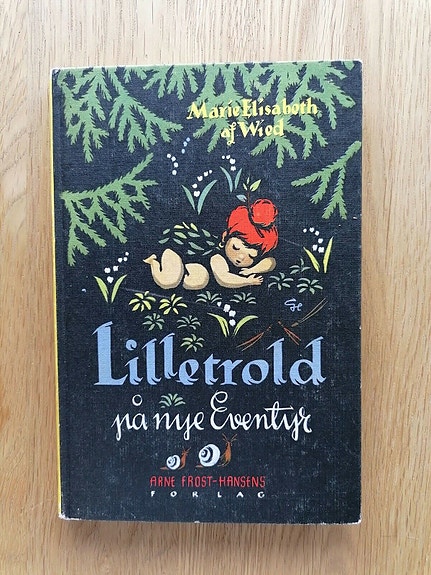 Marie Elisabeth
af Wied
Lilletrold
på nye Eventyr
ARNE FROST-HANSENS
FORLAG